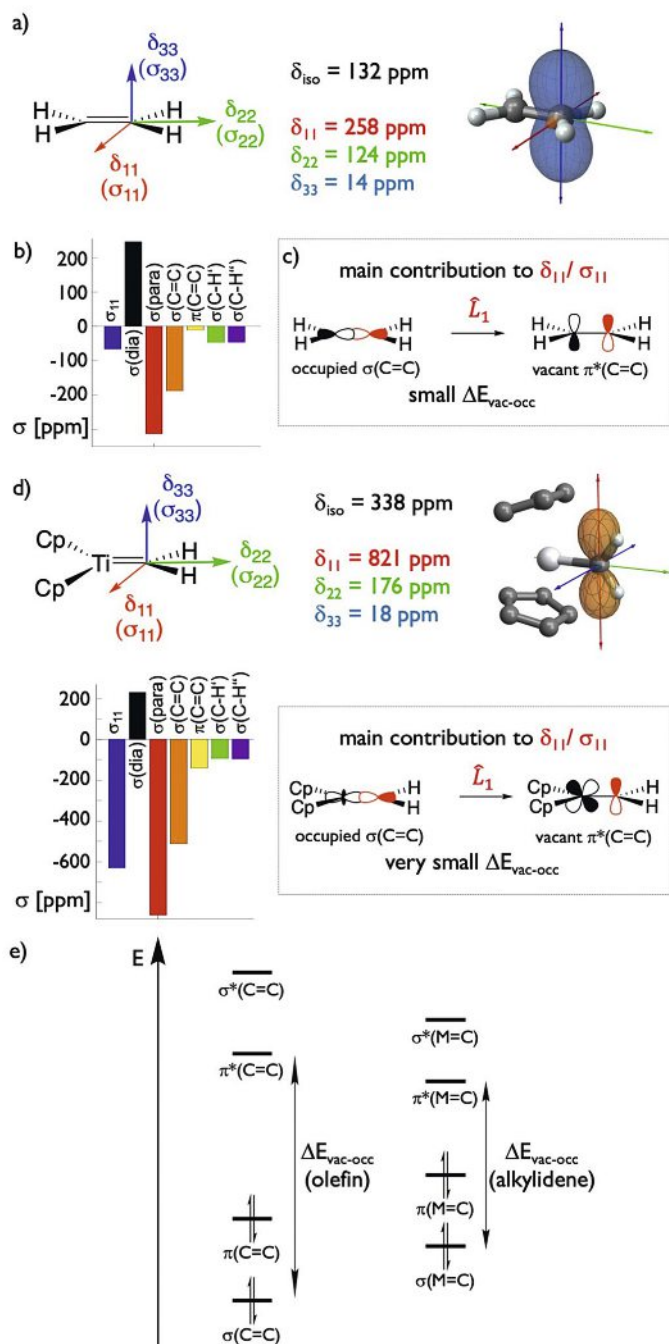 a)
δ33
(σ33)
H
H
H
H
δ22
(σ22)
δ11
(σ11)
δiso = 132 ppm
δ11 = 258 ppm
δ22 = 124 ppm
δ33 = 14 ppm
b)
200
100
0
-100
-200
σ [ppm]
σ11
σ(dia)
σ(para)
σ(C=C)
π(C=C)
σ(C-H')
σ(C-H'')
c)
main contribution to δ11/ σ11
H
H
H
H
L̂1
H
H
H
H
occupied σ(C=C)
vacant π*(C=C)
small ΔEvac-occ
d)
δ33
(σ33)
Cp
Ti
Cp
H
H
δ22
(σ22)
δ11
(σ11)
δiso = 338 ppm
δ11 = 821 ppm
δ22 = 176 ppm
δ33 = 18 ppm
200
0
-200
-400
-600
σ [ppm]
σ11
σ(dia)
σ(para)
σ(C=C)
π(C=C)
σ(C-H')
σ(C-H'')
main contribution to δ11/ σ11
Cp
Cp
H
H
L̂1
Cp
Cp
H
H
occupied σ(C=C)
vacant π*(C=C)
very small ΔEvac-occ
e)
E
σ*(C=C)
π*(C=C)
ΔEvac-occ
(olefin)
π(C=C)
σ(C=C)
σ*(M=C)
π*(M=C)
ΔEvac-occ
(alkylidene)
π(M=C)
σ(M=C)